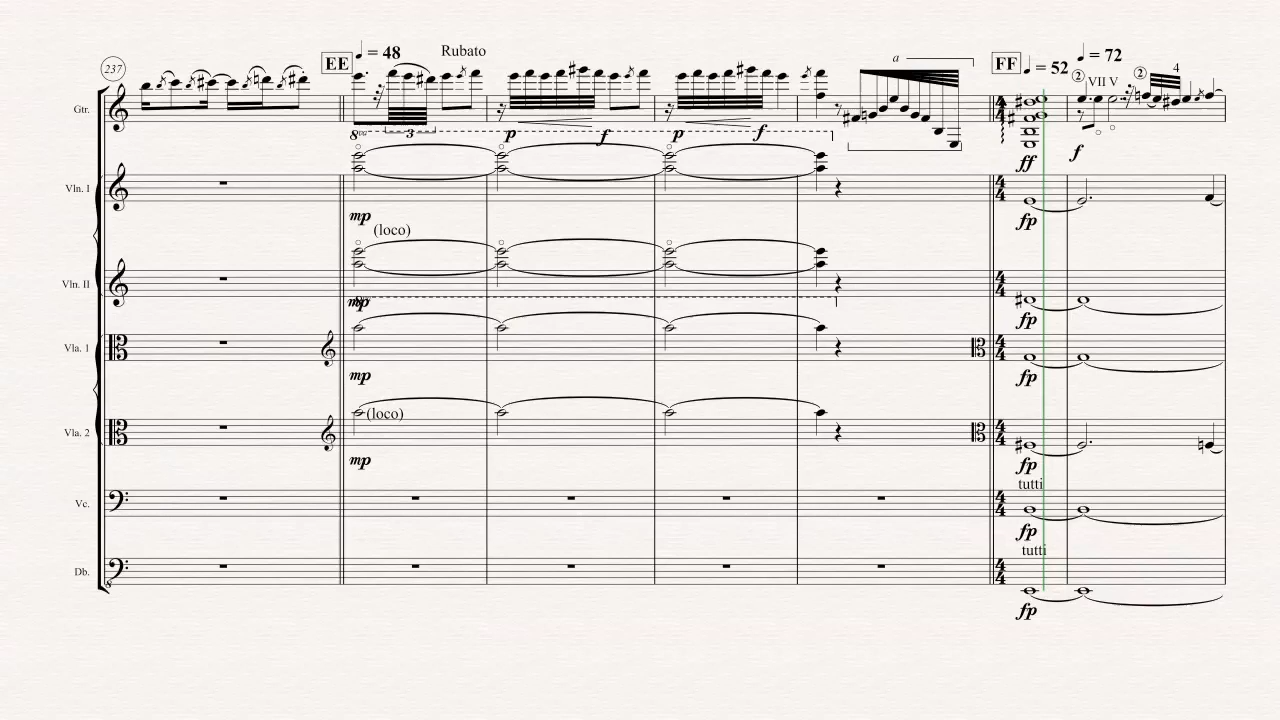 EE ♩ = 48 Rubato FF ♩ = 52 ♩ = 72
237 a ② VII V ② 4
Gtr.
3
8va p f p f ff f
Vln. I
mp fp
(loco)
Vln. II
mp fp
Vla. 1
mp fp
(loco)
Vla. 2
mp fp
tutti
Vc.
fp
tutti
Db.
8
fp